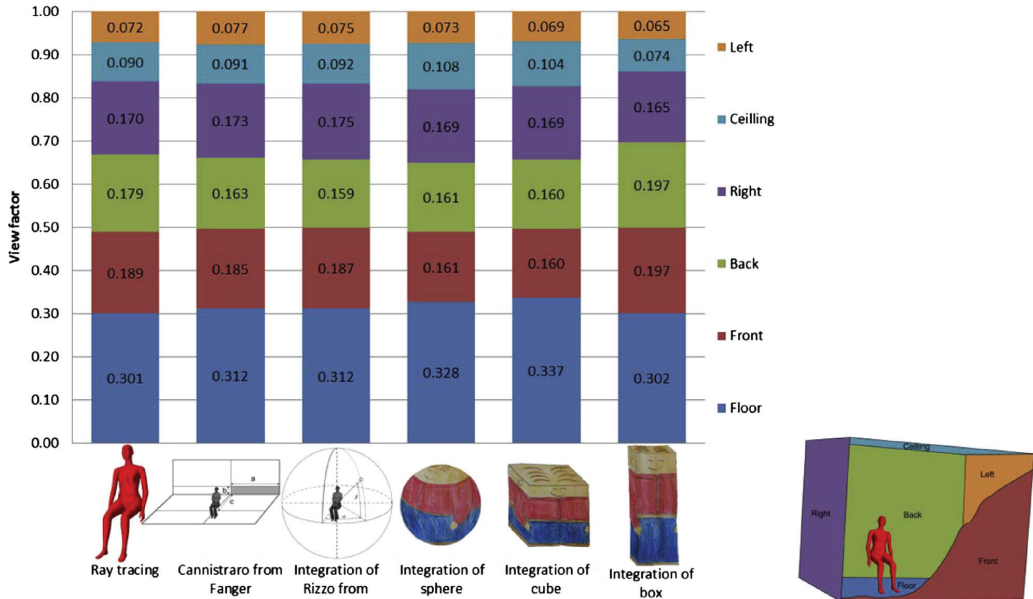 1.00
0.90
0.80
0.70
0.60
0.50
0.40
0.30
0.20
0.10
0.00
View factor
0.072 0.077 0.075 0.073 0.069 0.065
0.090 0.091 0.092 0.108 0.104 0.074
0.170 0.173 0.175 0.169 0.169 0.165
0.179 0.163 0.159 0.161 0.160 0.197
0.189 0.185 0.187 0.161 0.160 0.197
0.301 0.312 0.312 0.328 0.337 0.302
Left
Ceilling
Right
Back
Front
Floor
a
b
c
Ray tracing
Cannistraro from
Fanger
Integration of
Rizzo from
Integration of
sphere
Integration of
cube
Integration of
box
Ceilling
Left
Right
Back
Front
Floor